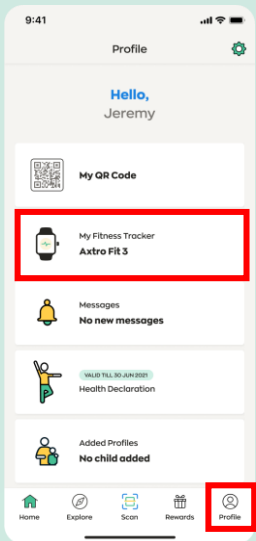 9:41
Profile
Hello,
Jeremy
My QR Code
My Fitness Tracker
Axtro Fit 3
Messages
No new messages
VALID TILL 30 JUN 2021
Health Declaration
Added Profiles
No child added
Home Explore Scan Rewards Profile